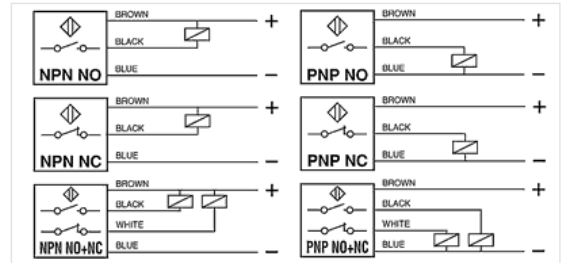 BROWN +
BLACK
BLUE -
NPN NO
BROWN +
BLACK
BLUE -
PNP NO
BROWN +
BLACK
BLUE -
NPN NC
BROWN +
BLACK
BLUE -
PNP NC
BROWN +
BLACK
WHITE
BLUE -
NPN NO+NC
BROWN +
BLACK
WHITE
BLUE -
PNP NO+NC